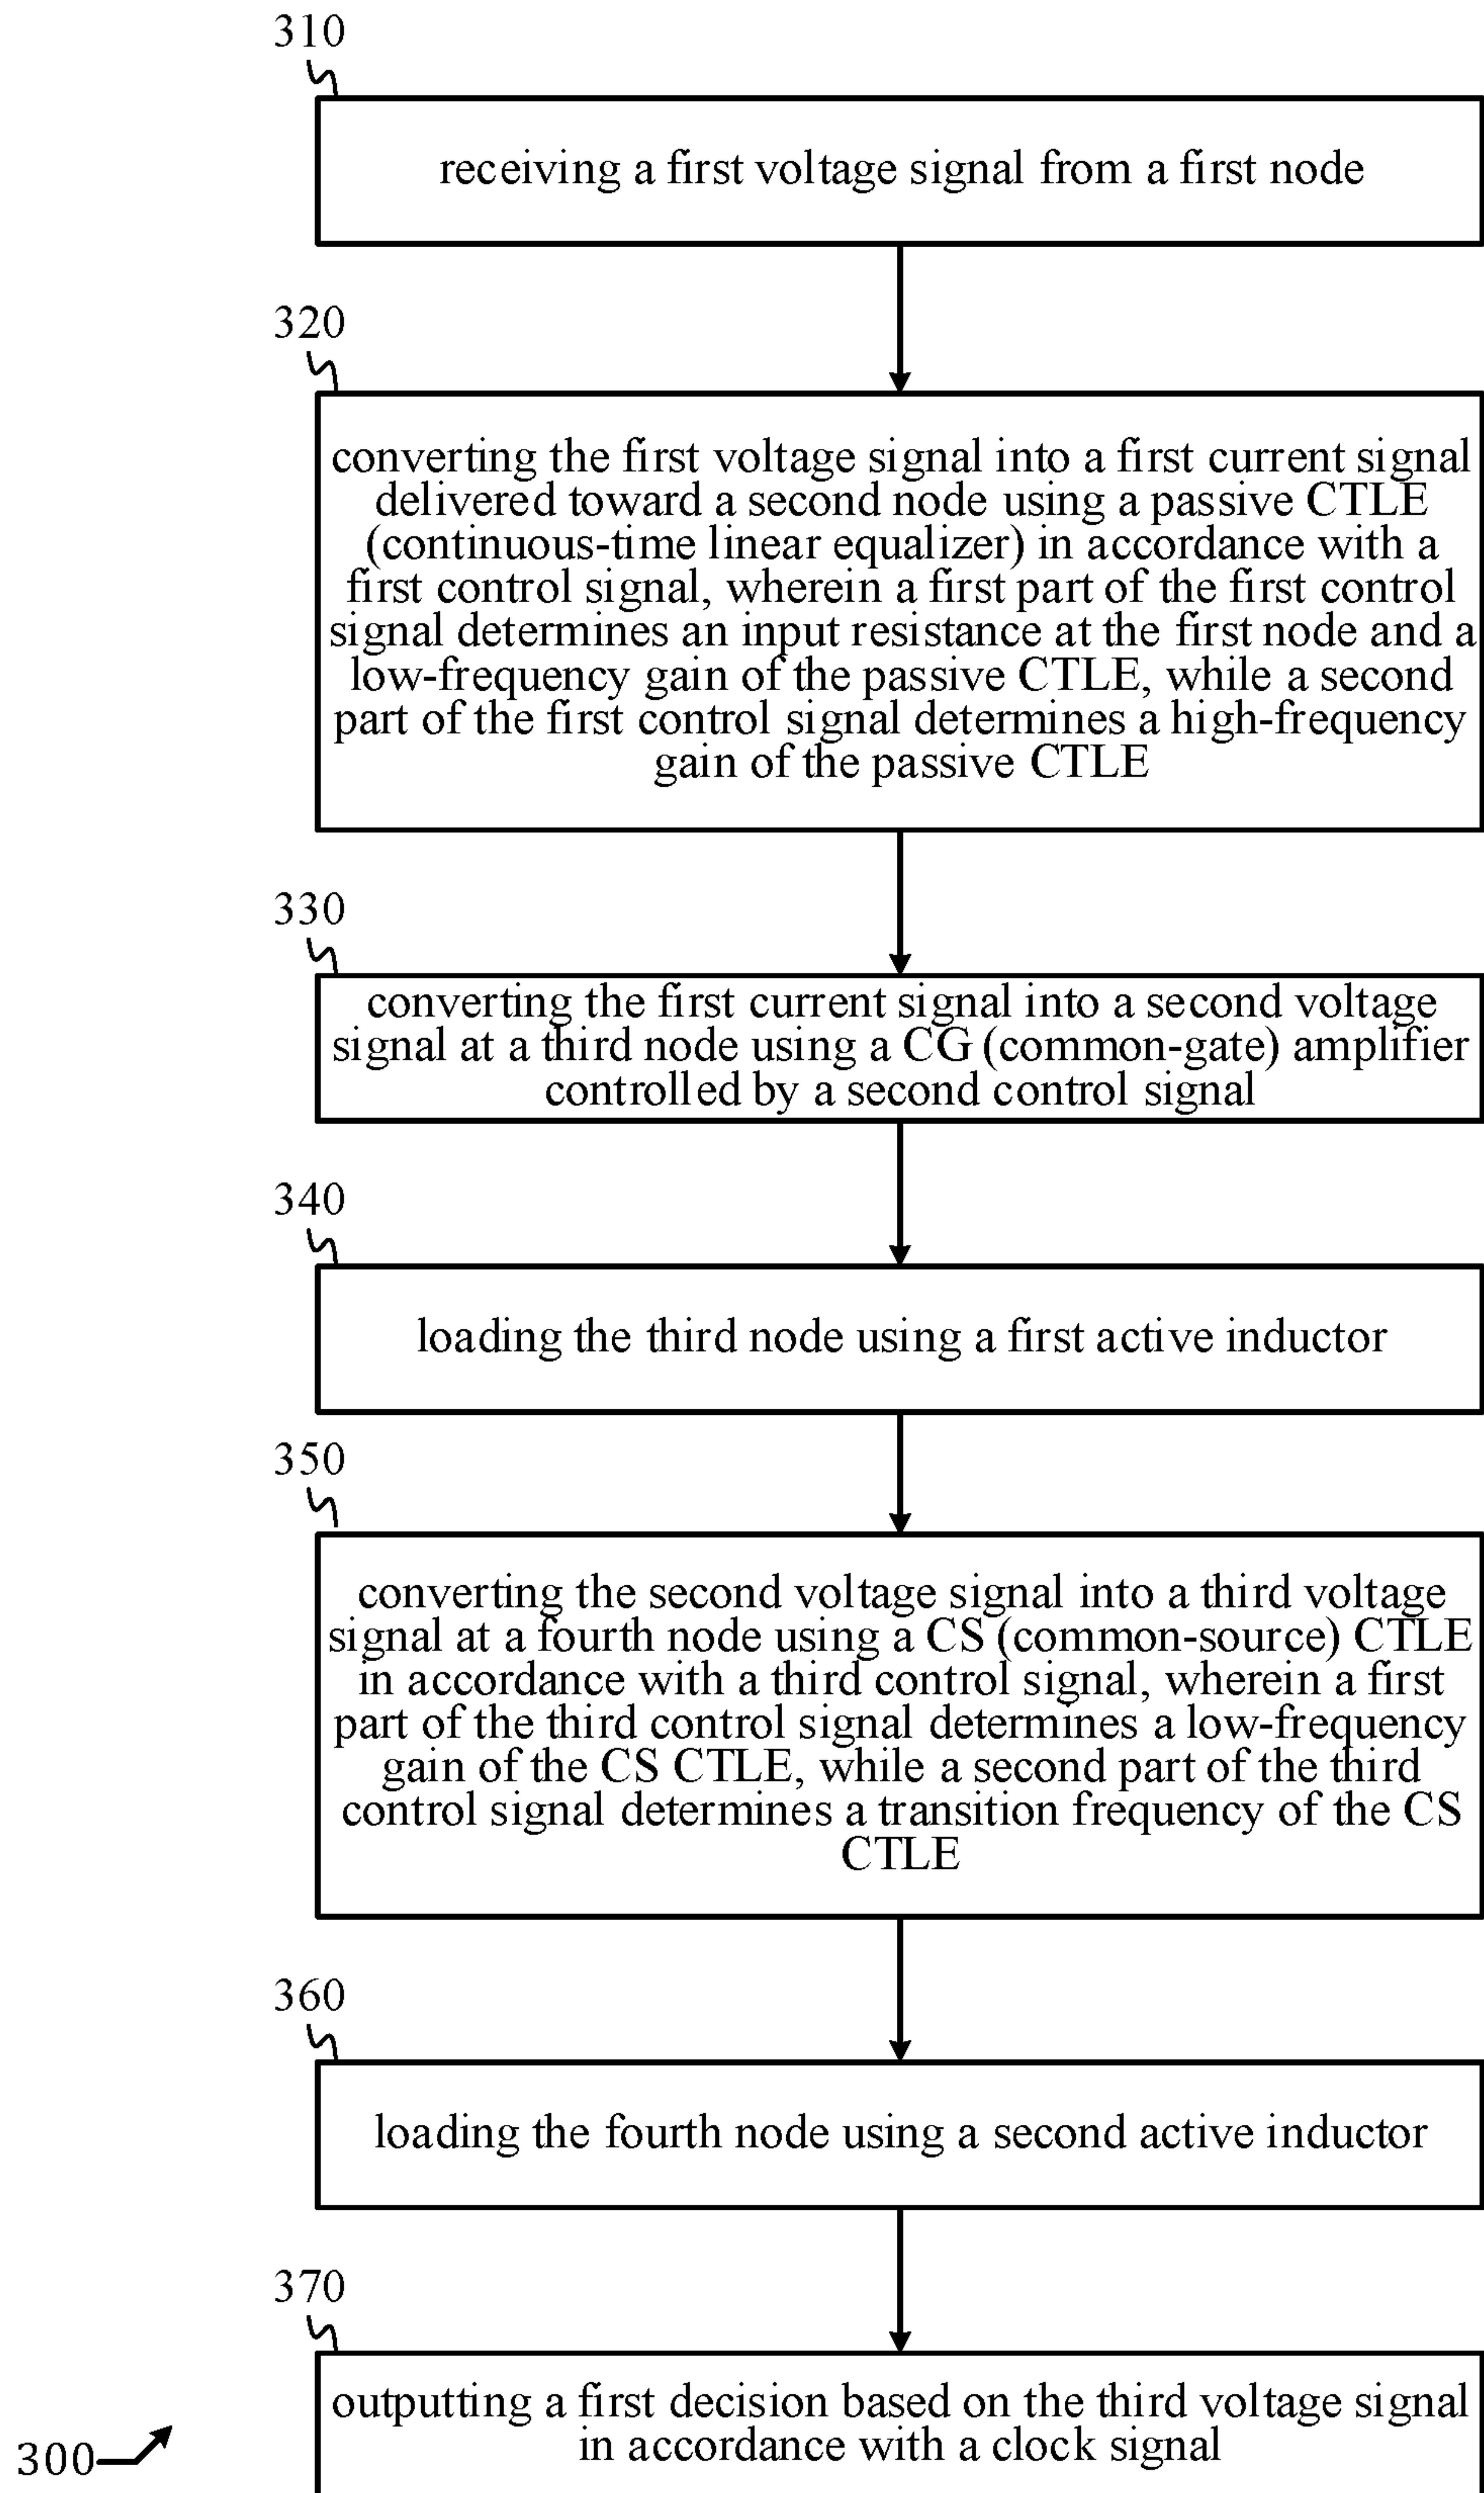 310
receiving a first voltage signal from a first node
320
converting the first voltage signal into a first current signal
delivered toward a second node using a passive CTLE
(continuous-time linear equalizer) in accordance with a
first control signal, wherein a first part of the first control
signal determines an input resistance at the first node and a
low-frequency gain of the passive CTLE, while a second
part of the first control signal determines a high-frequency
gain of the passive CTLE
330
converting the first current signal into a second voltage
signal at a third node using a CG (common-gate) amplifier
controlled by a second control signal
340
loading the third node using a first active inductor
350
converting the second voltage signal into a third voltage
signal at a fourth node using a CS (common-source) CTLE
in accordance with a third control signal, wherein a first
part of the third control signal determines a low-frequency
gain of the CS CTLE, while a second part of the third
control signal determines a transition frequency of the CS
CTLE
360
loading the fourth node using a second active inductor
370
outputting a first decision based on the third voltage signal
in accordance with a clock signal
300